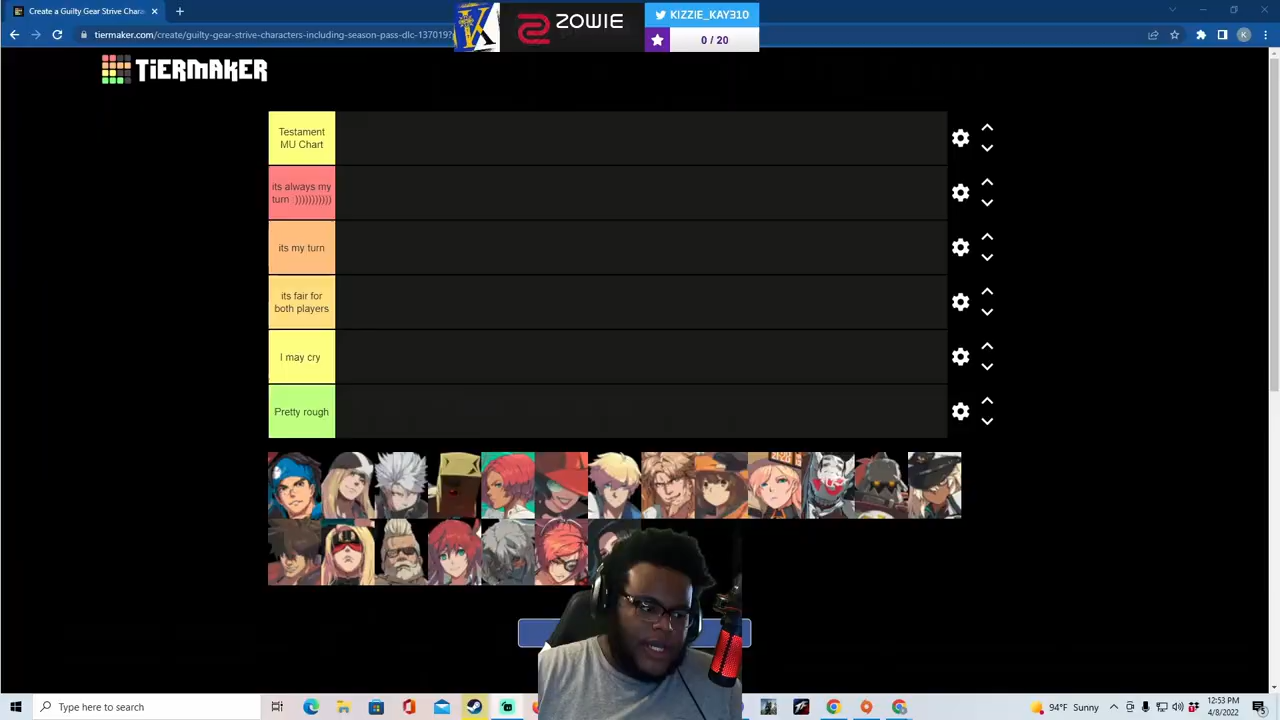 Create a Guilty Gear Strive Chara
tiermaker.com/create/guilty-gear-strive-characters-including-season-pass-dlc-137019?
ZOWIE
KIZZIE_KAY310
0 / 20
TiERMAKER
Testament
MU Chart
its always my
turn :)))))))))))
its my turn
its fair for
both players
I may cry
Pretty rough
Type here to search
94°F Sunny
12:53 PM
4/8/2022